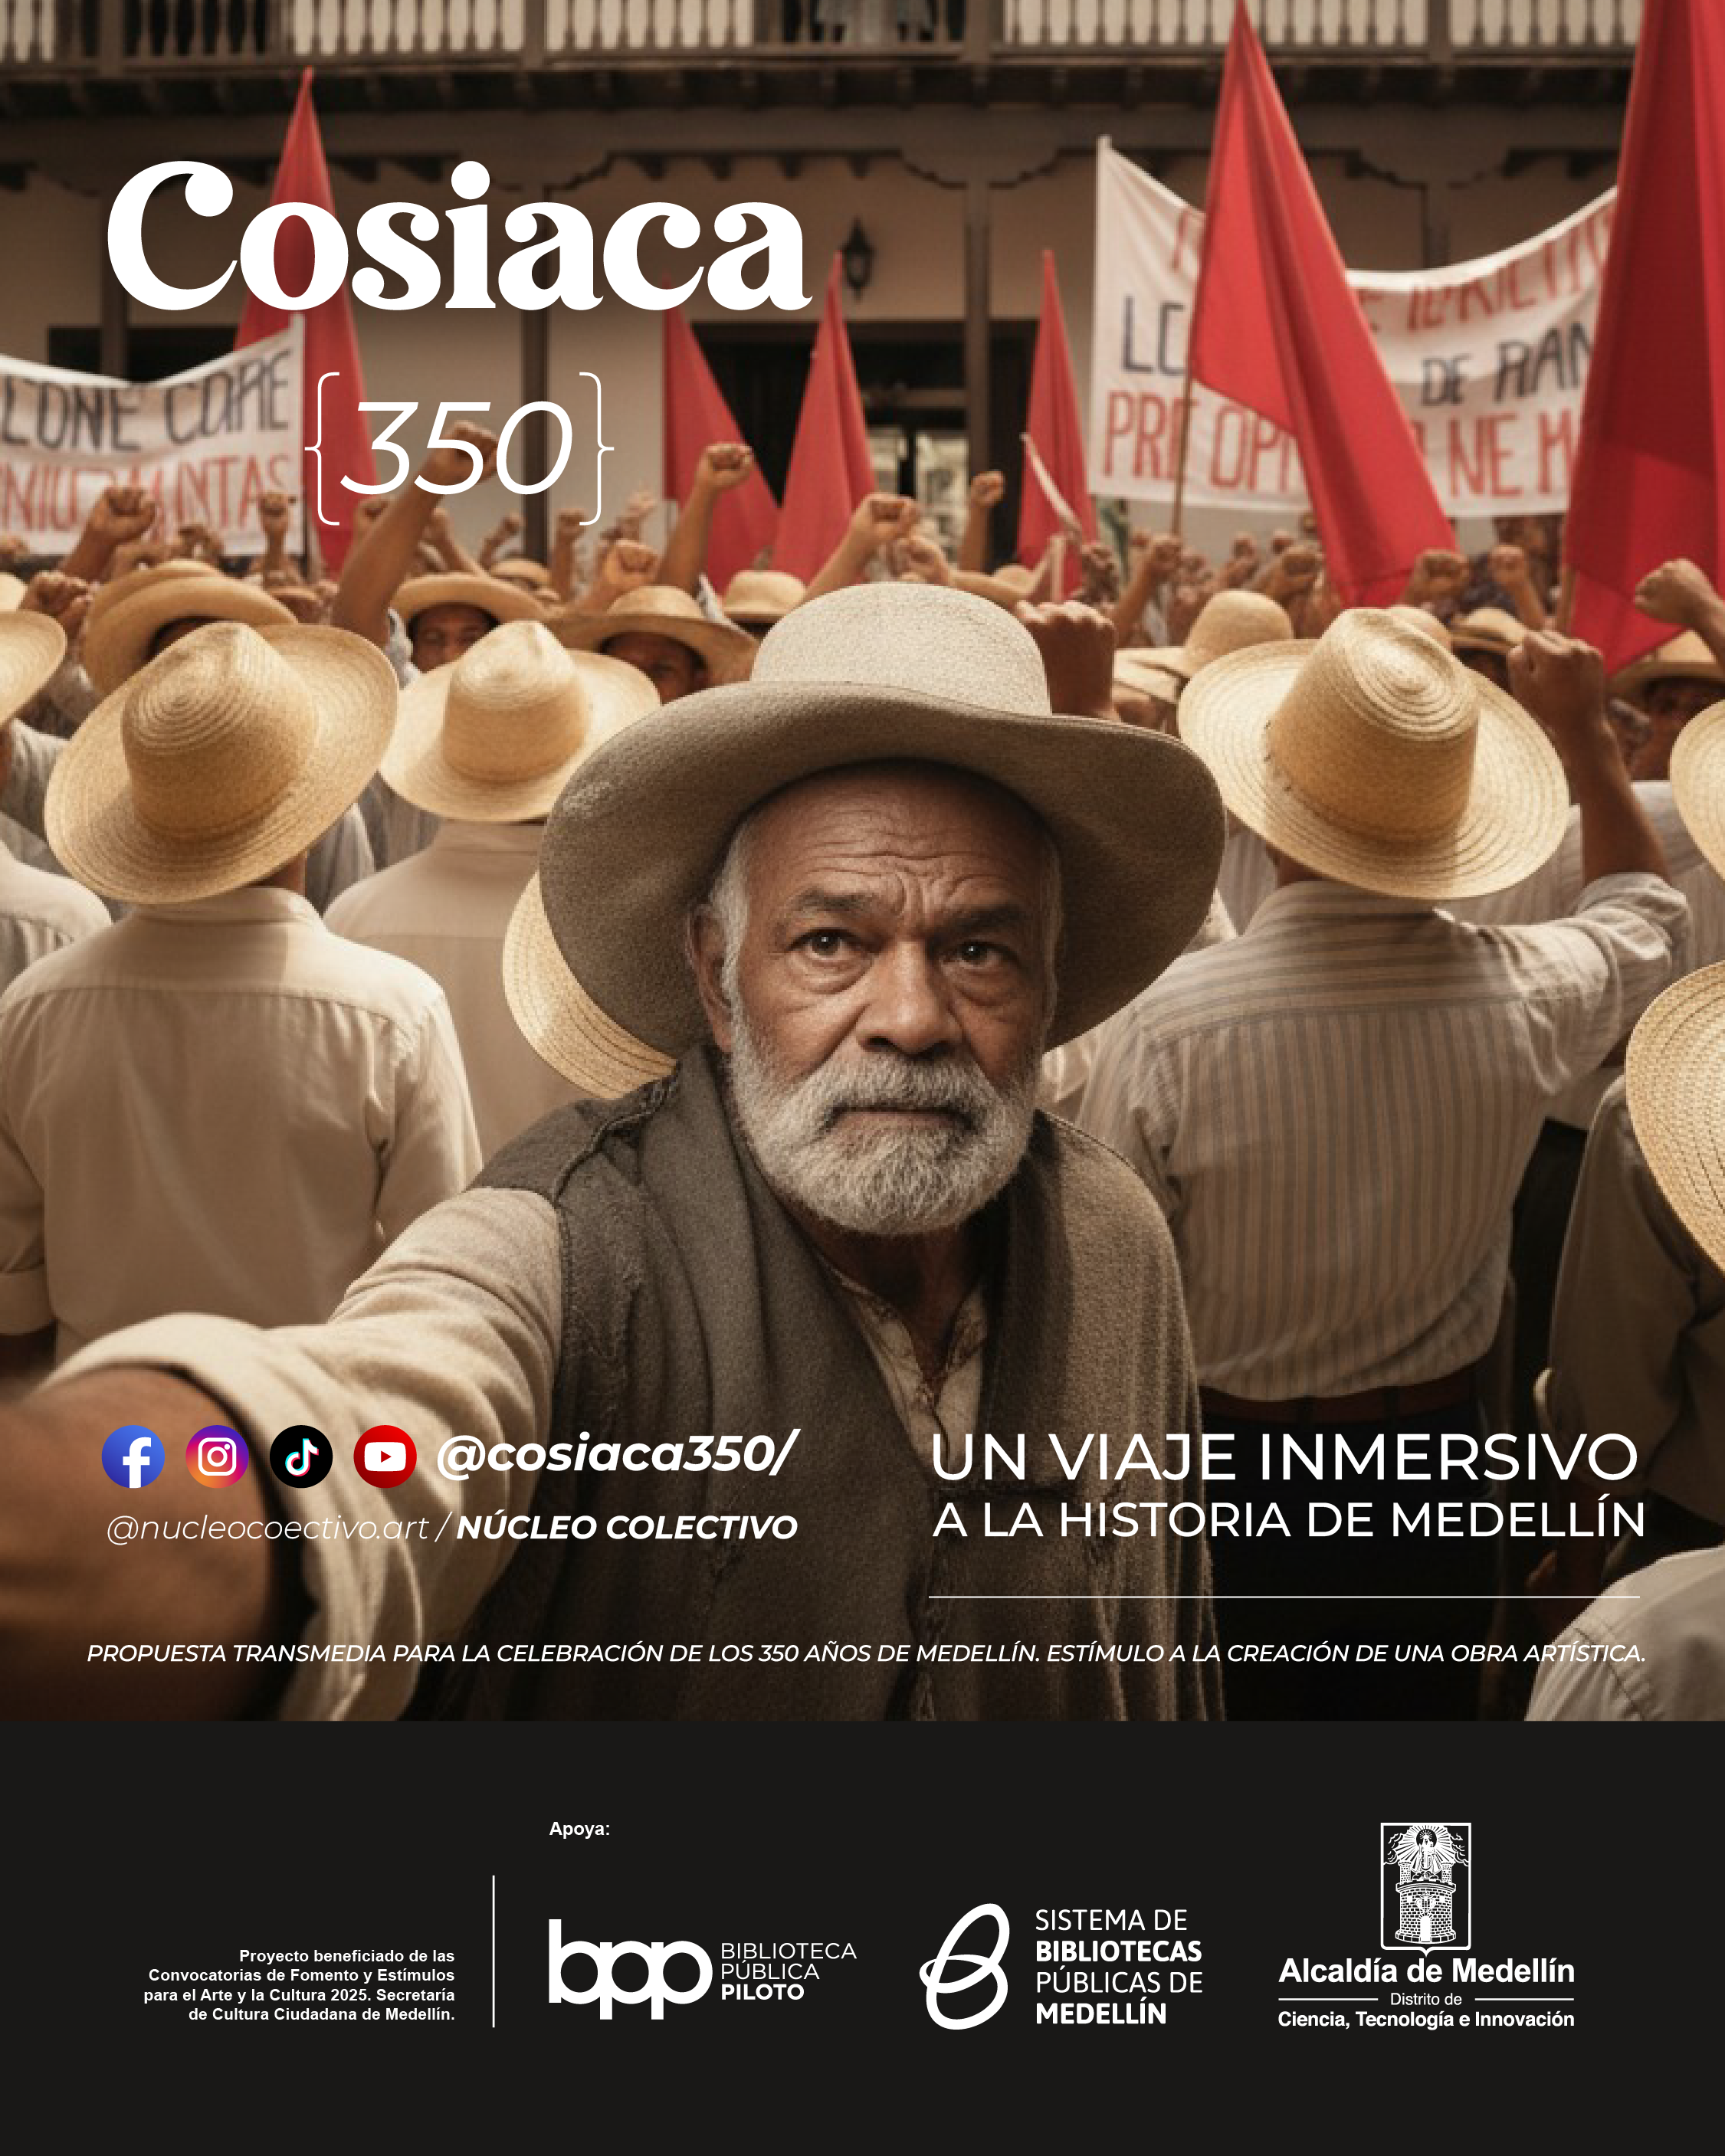 Cosiaca
{350}
@cosiaca350/
@nucleocoectivo.art / NÚCLEO COLECTIVO
UN VIAJE INMERSIVO
A LA HISTORIA DE MEDELLÍN
PROPUESTA TRANSMEDIA PARA LA CELEBRACIÓN DE LOS 350 AÑOS DE MEDELLÍN. ESTÍMULO A LA CREACIÓN DE UNA OBRA ARTÍSTICA.
Proyecto beneficiado de las
Convocatorias de Fomento y Estímulos
para el Arte y la Cultura 2025. Secretaría
de Cultura Ciudadana de Medellín.
Apoya:
bpp
BIBLIOTECA
PÚBLICA
PILOTO
SISTEMA DE
BIBLIOTECAS
PÚBLICAS DE
MEDELLÍN
Alcaldía de Medellín
Distrito de
Ciencia, Tecnología e Innovación